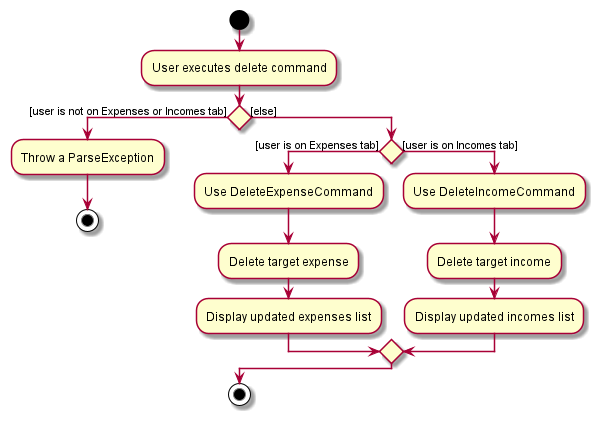 User executes delete command
[user is not on Expenses or Incomes tab]
[else]
Throw a ParseException
[user is on Expenses tab]
[user is on Incomes tab]
Use DeleteExpenseCommand
Use DeleteIncomeCommand
Delete target expense
Delete target income
Display updated expenses list
Display updated incomes list